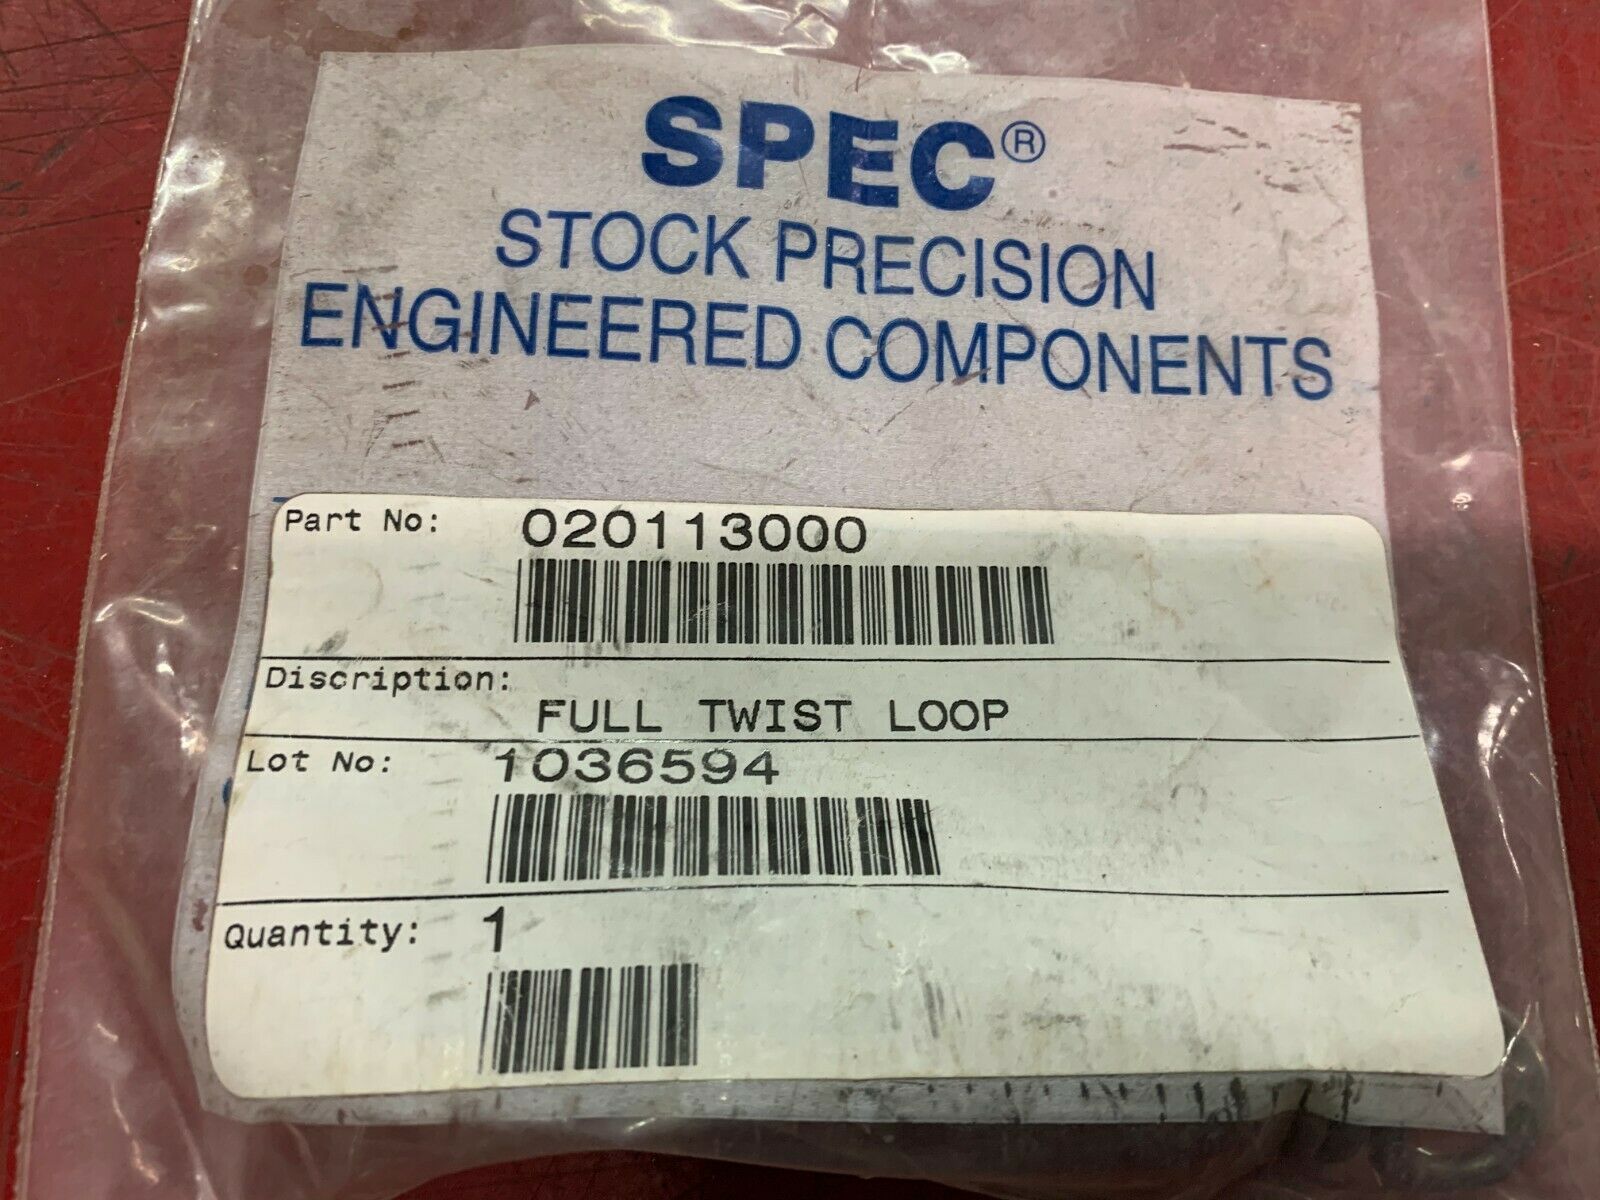 SPEC®
STOCK PRECISION
ENGINEERED COMPONENTS
Part No: 020113000
Discription:
FULL TWIST LOOP
Lot No: 1036594
Quantity: 1